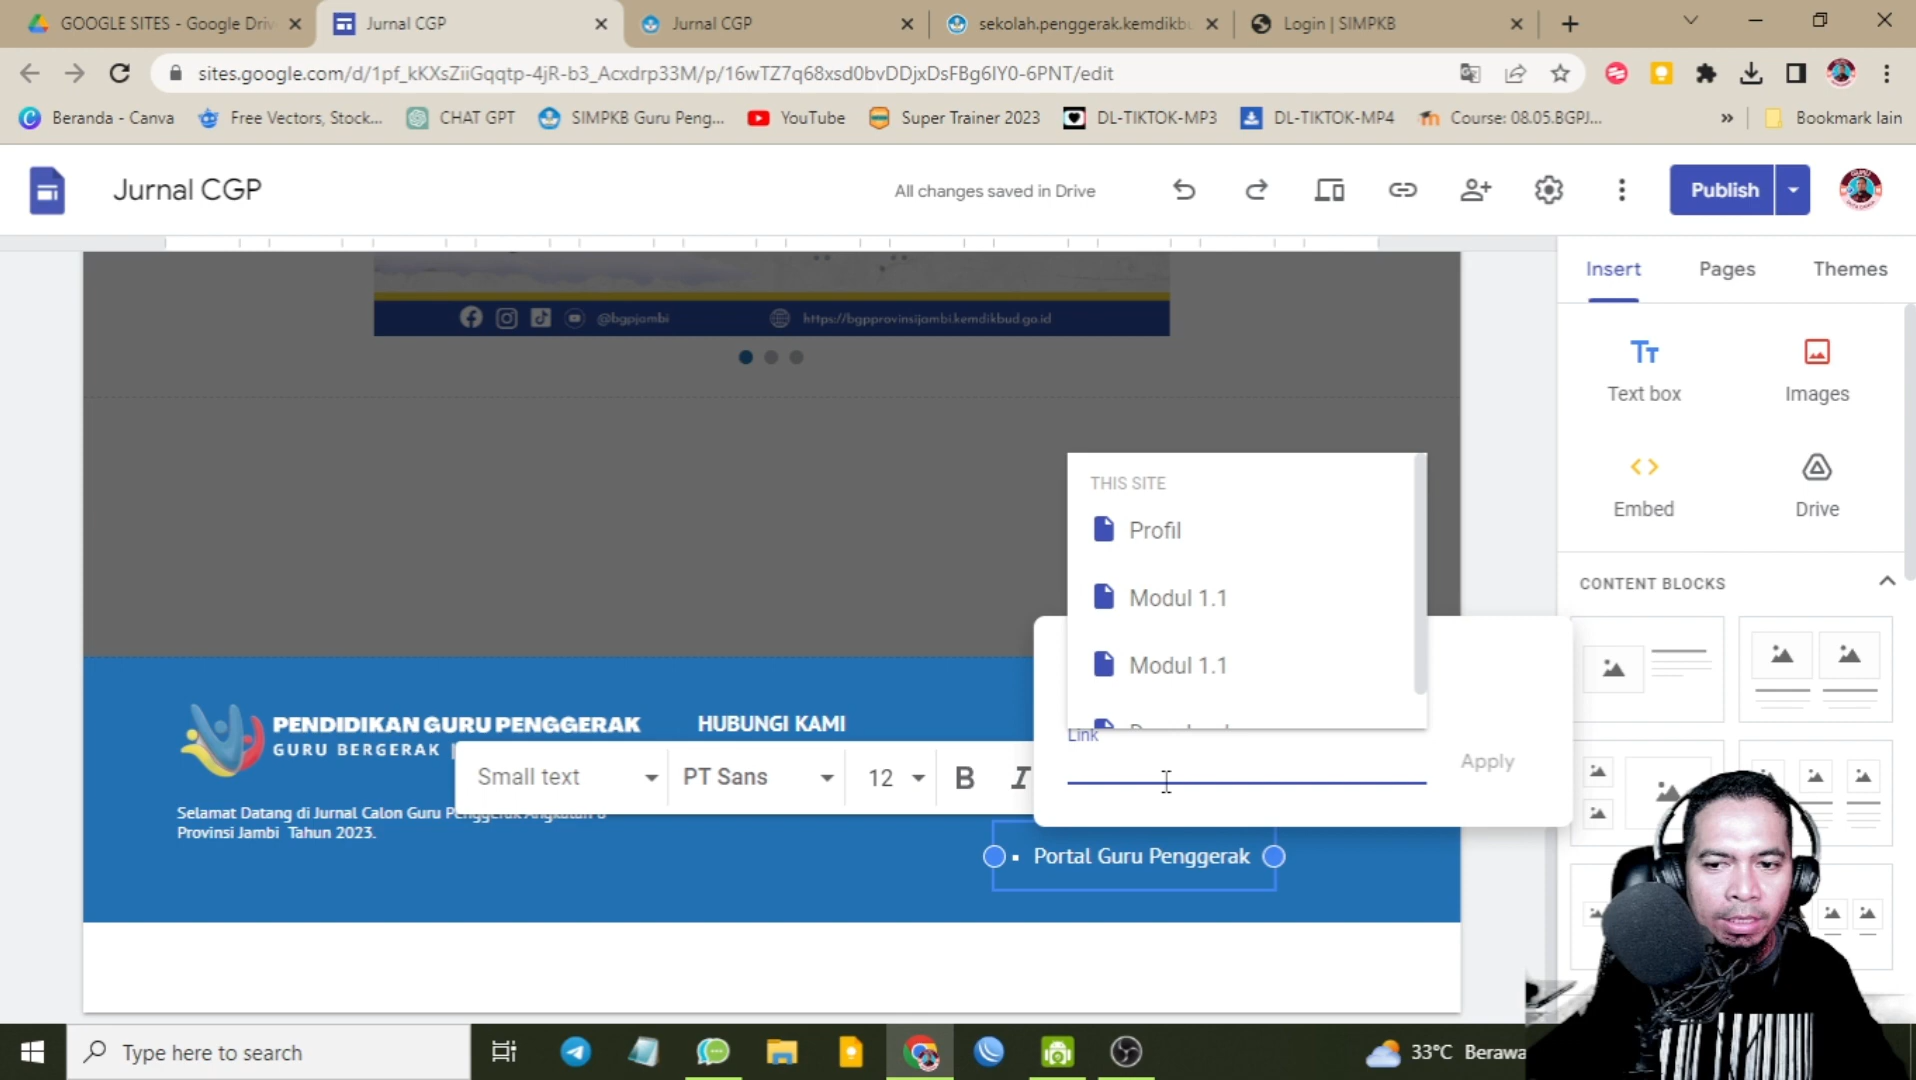 GOOGLE SITES - Google Driv
Jurnal CGP
Jurnal CGP
sekolah.penggerak.kemdikbu
Login | SIMPKB
sites.google.com/d/1pf_kKXsZiiGqqtp-4jR-b3_Acxdrp33M/p/16wTZ7q68xsd0bvDDjxDsFBg6lY0-6PNT/edit
Beranda - Canva
Free Vectors, Stock...
CHAT GPT
SIMPKB Guru Peng...
YouTube
Super Trainer 2023
DL-TIKTOK-MP3
DL-TIKTOK-MP4
Course: 08.05.BGPJ...
»
Bookmark lain
Jurnal CGP
All changes saved in Drive
Publish
Insert
Pages
Themes
@bgpjambi
https://bgpprovinsijambi.kemdikbud.go.id
Text box
Images
Embed
Drive
CONTENT BLOCKS
THIS SITE
Profil
Modul 1.1
Modul 1.1
Link
Apply
PENDIDIKAN GURU PENGGERAK
GURU BERGERAK
HUBUNGI KAMI
Small text
PT Sans
12
B
I
Selamat Datang di Jurnal Calon Guru Penggerak Angkatan 8
Provinsi Jambi Tahun 2023.
Portal Guru Penggerak
Type here to search
33°C Berawa